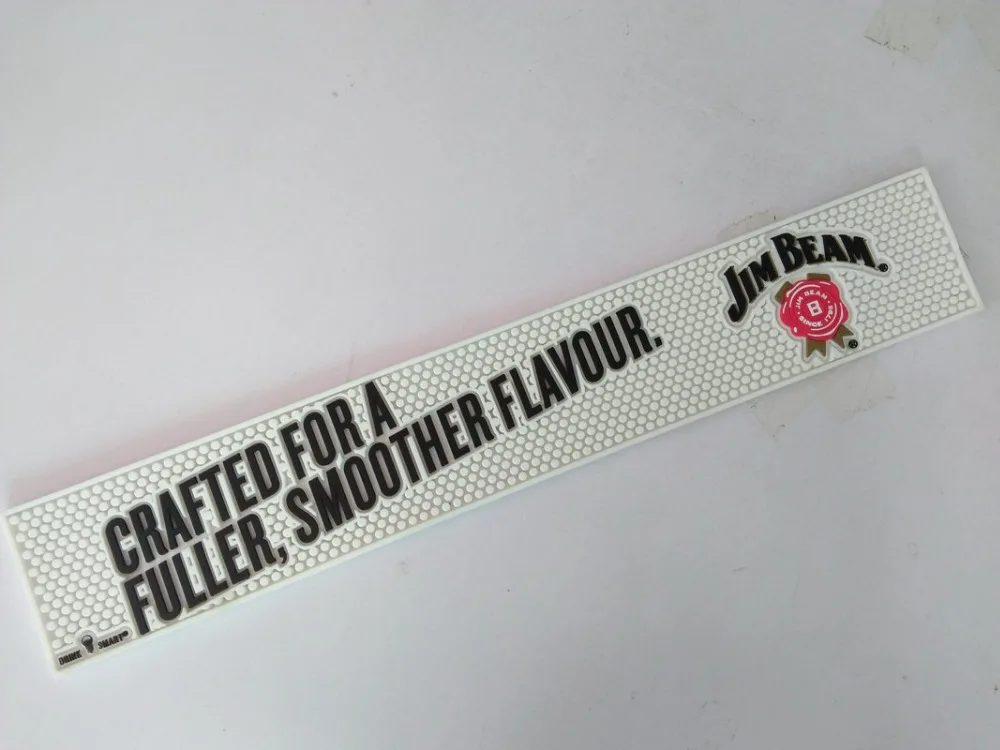 CRAFTED FOR A
FULLER, SMOOTHER FLAVOUR.
JIM BEAM®
JIM BEAM
B
SINCE 1795
®
DRINK SMART®